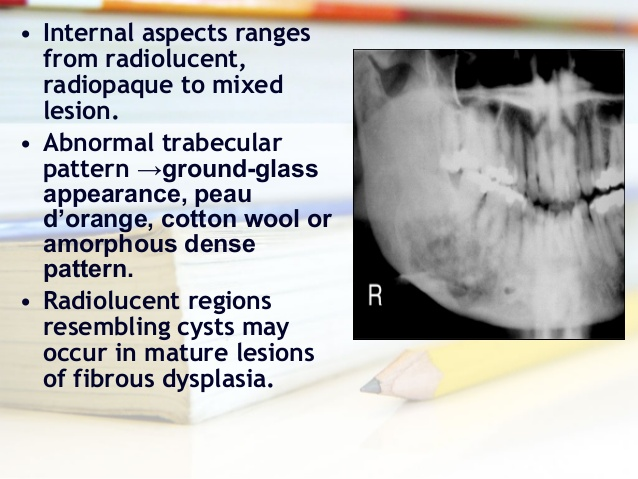 • Internal aspects ranges
from radiolucent,
radiopaque to mixed
lesion.
• Abnormal trabecular
pattern →ground-glass
appearance, peau
d’orange, cotton wool or
amorphous dense
pattern.
• Radiolucent regions
resembling cysts may
occur in mature lesions
of fibrous dysplasia.
R